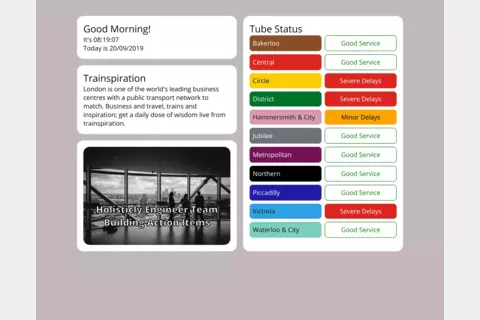 Good Morning!
It's 08:19:07
Today is 20/09/2019
Trainspiration
London is one of the world's leading business
centres with a public transport network to
match. Business and travel, trains and
inspiration; get a daily dose of wisdom live from
trainspiration.
Holisticly Engineer Team
Building Action Items
Tube Status
Bakerloo Good Service
Central Good Service
Circle Severe Delays
District Severe Delays
Hammersmith & City Minor Delays
Jubilee Good Service
Metropolitan Good Service
Northern Good Service
Piccadilly Good Service
Victoria Severe Delays
Waterloo & City Good Service